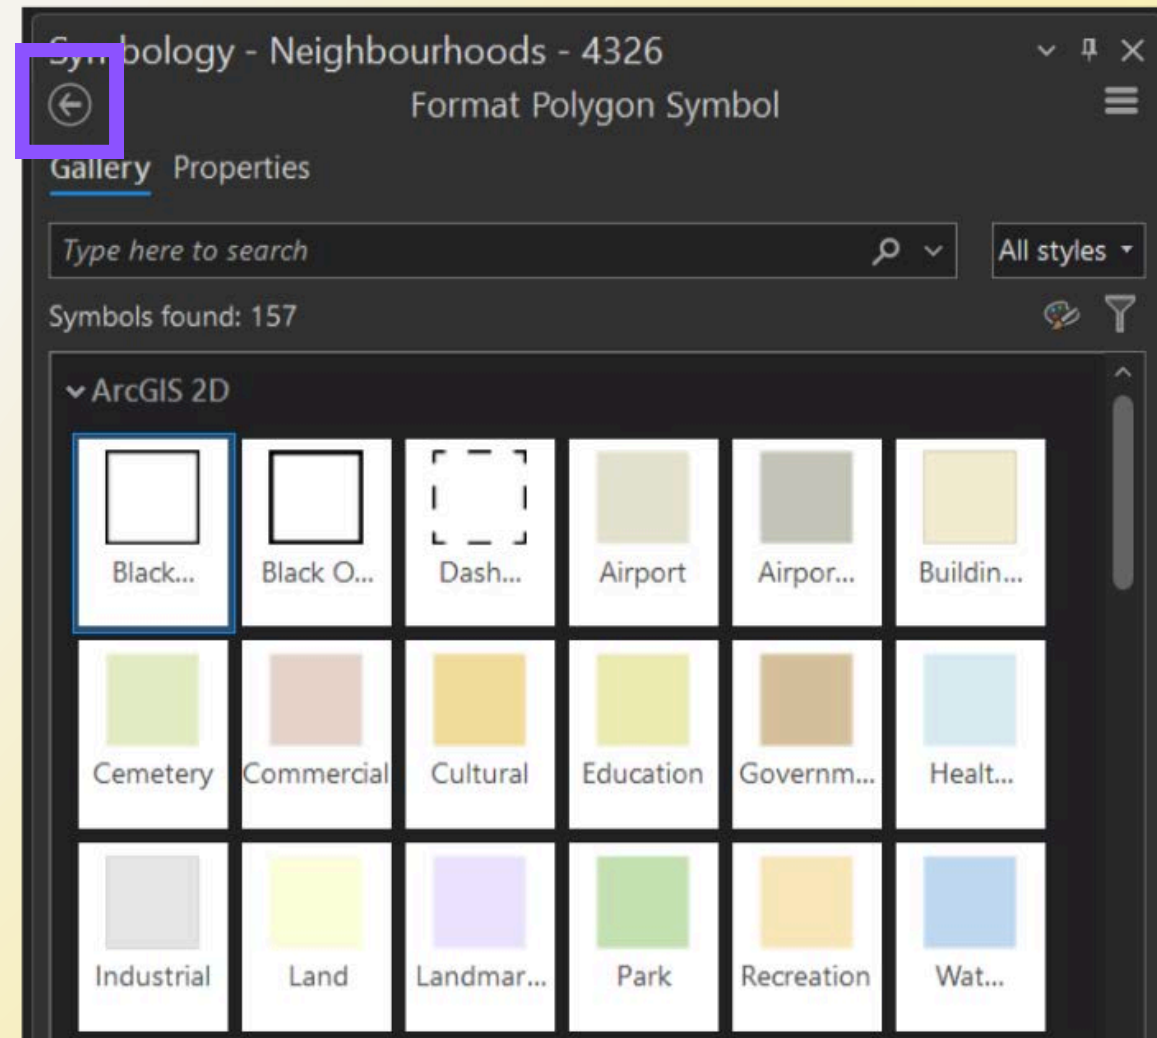 Symbology - Neighbourhoods - 4326
Format Polygon Symbol
Gallery Properties
Type here to search All styles
Symbols found: 157
ArcGIS 2D
Black... Black O... Dash... Airport Airpor... Buildin...
Cemetery Commercial Cultural Education Governm... Healt...
Industrial Land Landmar... Park Recreation Wat...